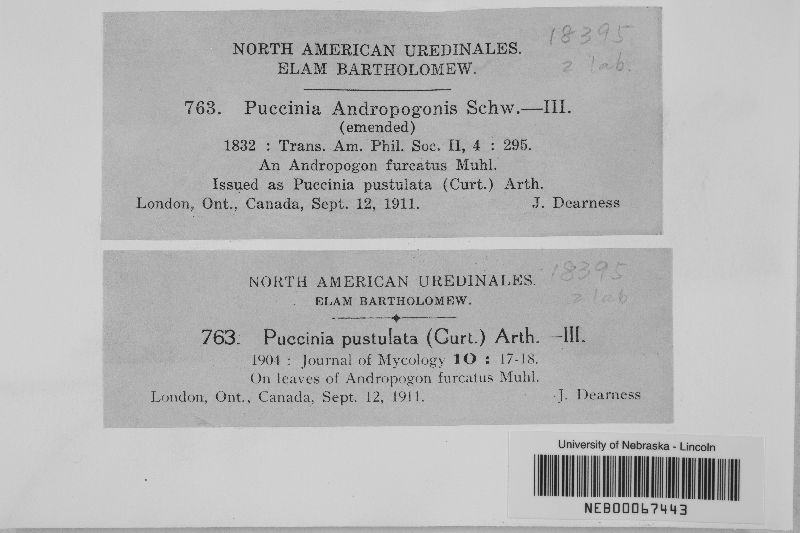 NORTH AMERICAN UREDINALES. 18395
ELAM BARTHOLOMEW. 2 lab.
763. Puccinia Andropogonis Schw.—III.
(emended)
1832 : Trans. Am. Phil. Soc. II, 4 : 295.
An Andropogon furcatus Muhl.
Issued as Puccinia pustulata (Curt.) Arth.
London, Ont., Canada, Sept. 12, 1911. J. Dearness
NORTH AMERICAN UREDINALES. 18395
ELAM BARTHOLOMEW. 2 lab
763. Puccinia pustulata (Curt.) Arth. —III.
1904 : Journal of Mycology 10 : 17-18.
On leaves of Andropogon furcatus Muhl.
London, Ont., Canada, Sept. 12, 1911. J. Dearness
University of Nebraska - Lincoln
NEB00067443